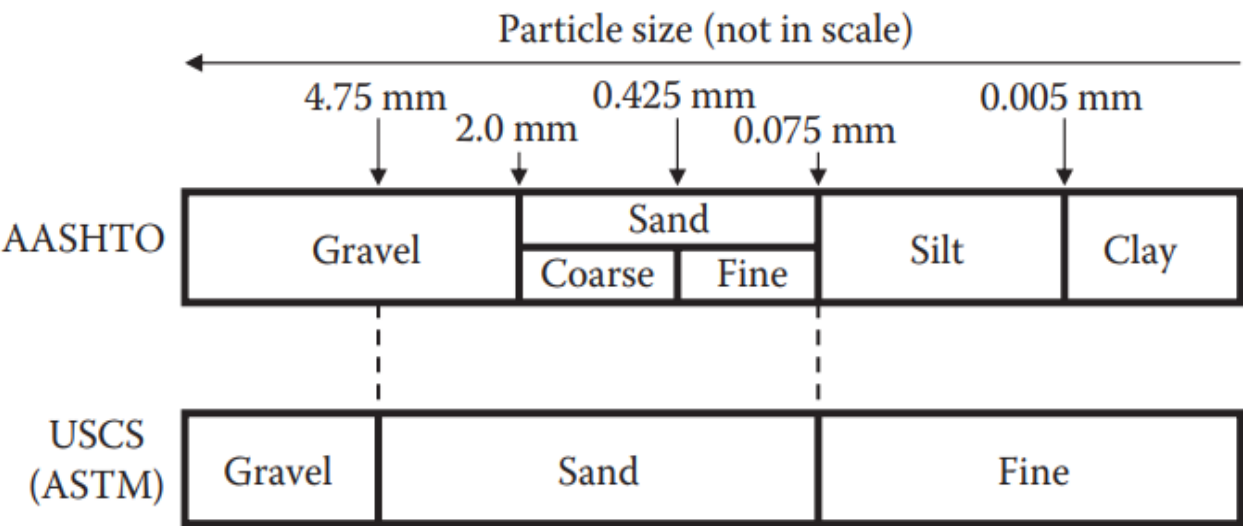 Particle size (not in scale)
4.75 mm
0.425 mm
0.005 mm
2.0 mm
0.075 mm
AASHTO
Gravel
Sand
Coarse
Fine
Silt
Clay
USCS
(ASTM)
Gravel
Sand
Fine